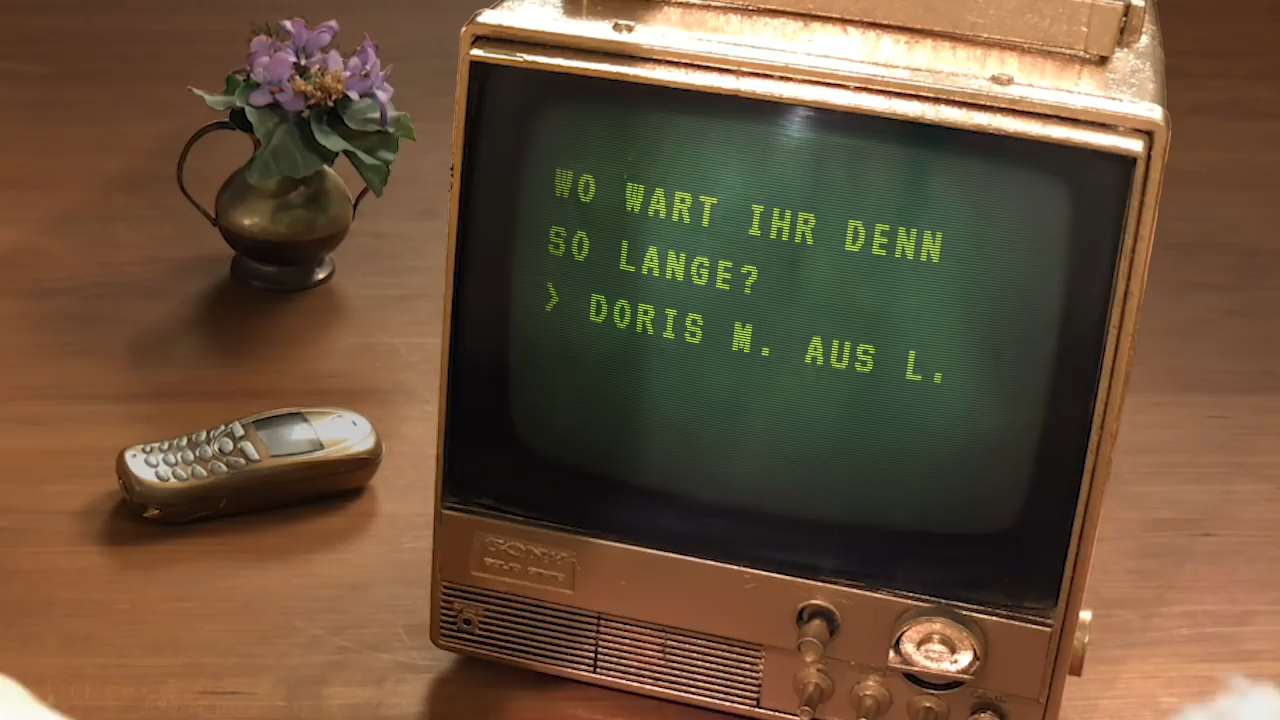 WO WART IHR DENN
SO LANGE?
> DORIS M. AUS L.
SONY